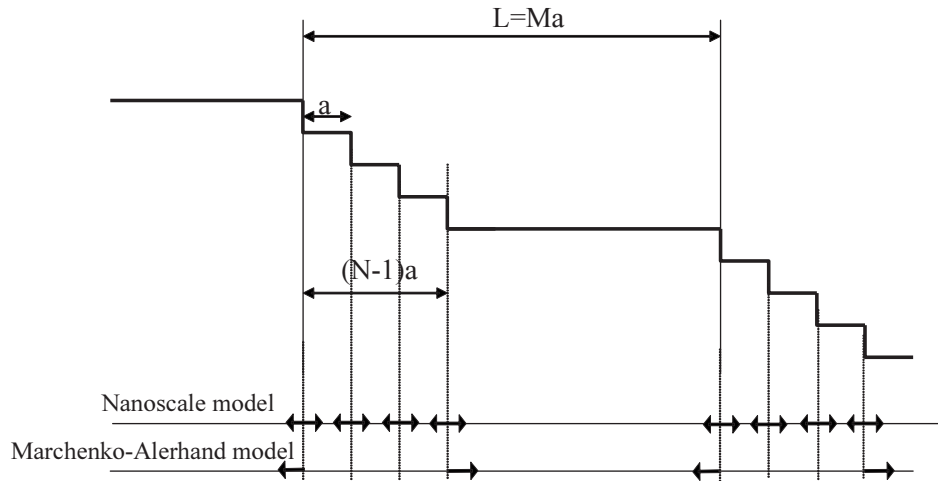 L=Ma
a
(N-1)a
Nanoscale model
Marchenko-Alerhand model